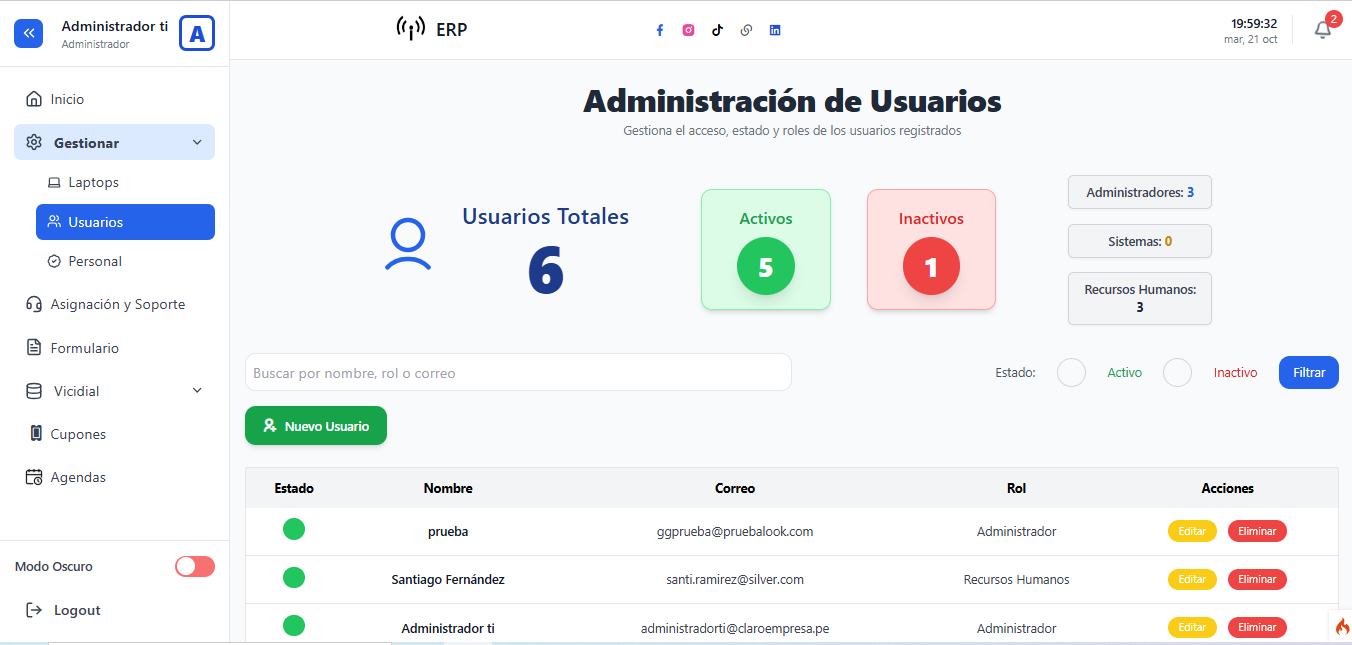 Administrador ti
Administrador
A
ERP
19:59:32
mar, 21 oct
2
Inicio
Gestionar
Laptops
Usuarios
Personal
Asignación y Soporte
Formulario
Vicidial
Cupones
Agendas
Modo Oscuro
Logout
Administración de Usuarios
Gestiona el acceso, estado y roles de los usuarios registrados
Usuarios Totales
6
Activos
5
Inactivos
1
Administradores: 3
Sistemas: 0
Recursos Humanos:
3
Buscar por nombre, rol o correo
Estado:
Activo
Inactivo
Filtrar
Nuevo Usuario
Estado Nombre Correo Rol Acciones
prueba ggprueba@pruebalook.com Administrador Editar Eliminar
Santiago Fernández santi.ramirez@silver.com Recursos Humanos Editar Eliminar
Administrador ti administradorti@claroempresa.pe Administrador Editar Eliminar